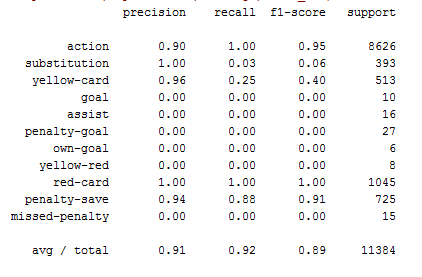 precision recall f1-score support
action 0.90 1.00 0.95 8626
substitution 1.00 0.03 0.06 393
yellow-card 0.96 0.25 0.40 513
goal 0.00 0.00 0.00 10
assist 0.00 0.00 0.00 16
penalty-goal 0.00 0.00 0.00 27
own-goal 0.00 0.00 0.00 6
yellow-red 0.00 0.00 0.00 8
red-card 1.00 1.00 1.00 1045
penalty-save 0.94 0.88 0.91 725
missed-penalty 0.00 0.00 0.00 15
avg / total 0.91 0.92 0.89 11384